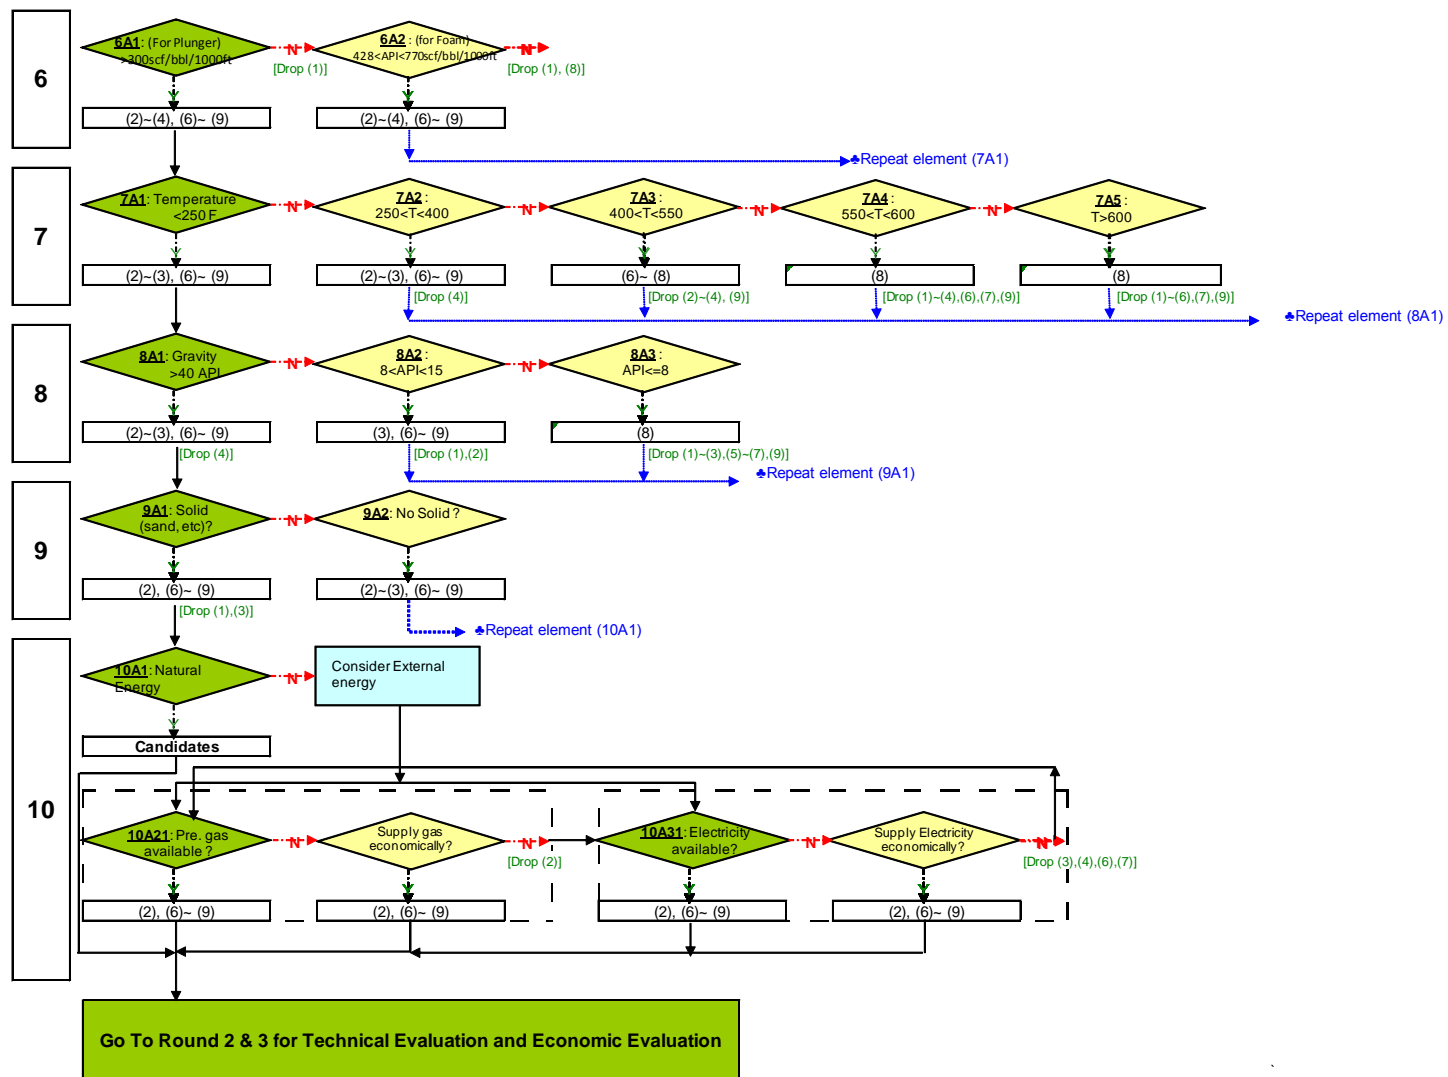 6
6A1: (For Plunger)
>300scf/bbl/1000ft
N
[Drop (1)]
6A2 : (for Foam)
428<API<770scf/bbl/1000ft
N
[Drop (1), (8)]
Y
Y
(2)~(4), (6)~ (9)
(2)~(4), (6)~ (9)
♣Repeat element (7A1)
7
7A1: Temperature
<250 F
N
7A2 :
250<T<400
N
7A3 :
400<T<550
N
7A4 :
550<T<600
N
7A5 :
T>600
Y
Y
Y
Y
Y
(2)~(3), (6)~ (9)
(2)~(3), (6)~ (9)
(6)~ (8)
(8)
(8)
[Drop (4)]
[Drop (2)~(4), (9)]
[Drop (1)~(4),(6),(7),(9)]
[Drop (1)~(6),(7),(9)]
♣Repeat element (8A1)
8
8A1: Gravity
>40 API
N
8A2 :
8<API<15
N
8A3 :
API<=8
Y
Y
Y
(2)~(3), (6)~ (9)
(3), (6)~ (9)
(8)
[Drop (4)]
[Drop (1),(2)]
[Drop (1)~(3),(5)~(7),(9)]
♣Repeat element (9A1)
9
9A1: Solid
(sand, etc)?
N
9A2: No Solid ?
Y
Y
(2), (6)~ (9)
(2)~(3), (6)~ (9)
[Drop (1),(3)]
♣Repeat element (10A1)
10
10A1: Natural
Energy
N
Consider External
energy
Y
Candidates
10A21: Pre. gas
available ?
N
Supply gas
economically?
N
[Drop (2)]
10A31: Electricity
available?
N
Supply Electricity
economically?
N
[Drop (3),(4),(6),(7)]
Y
Y
Y
Y
(2), (6)~ (9)
(2), (6)~ (9)
(2), (6)~ (9)
(2), (6)~ (9)
Go To Round 2 & 3 for Technical Evaluation and Economic Evaluation
`